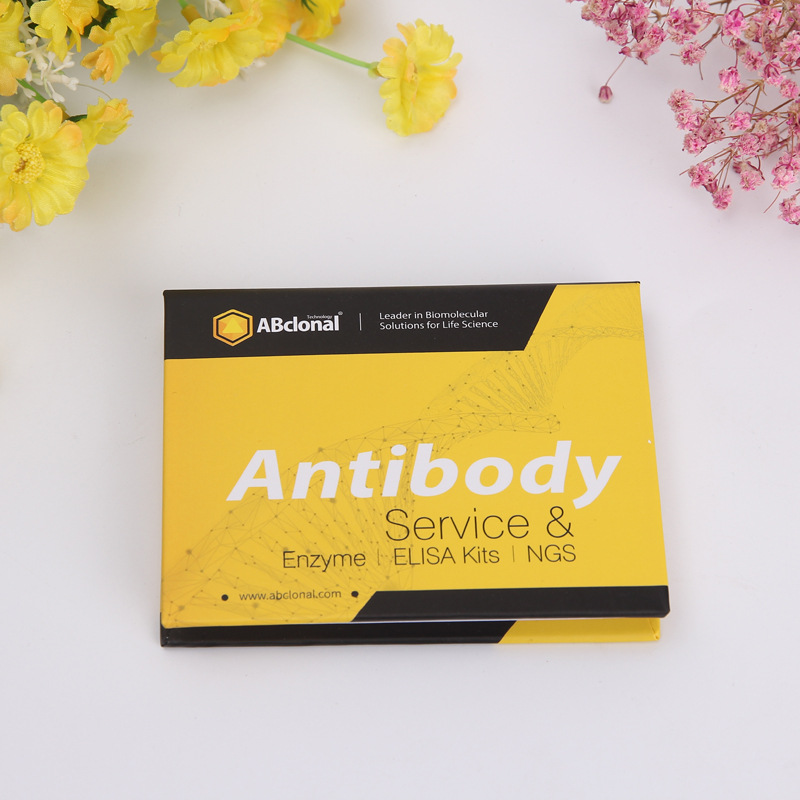 Technology
ABclonal®
Leader in Biomolecular
Solutions for Life Science
Antibody
Service &
Enzyme | ELISA Kits | NGS
www.abclonal.com